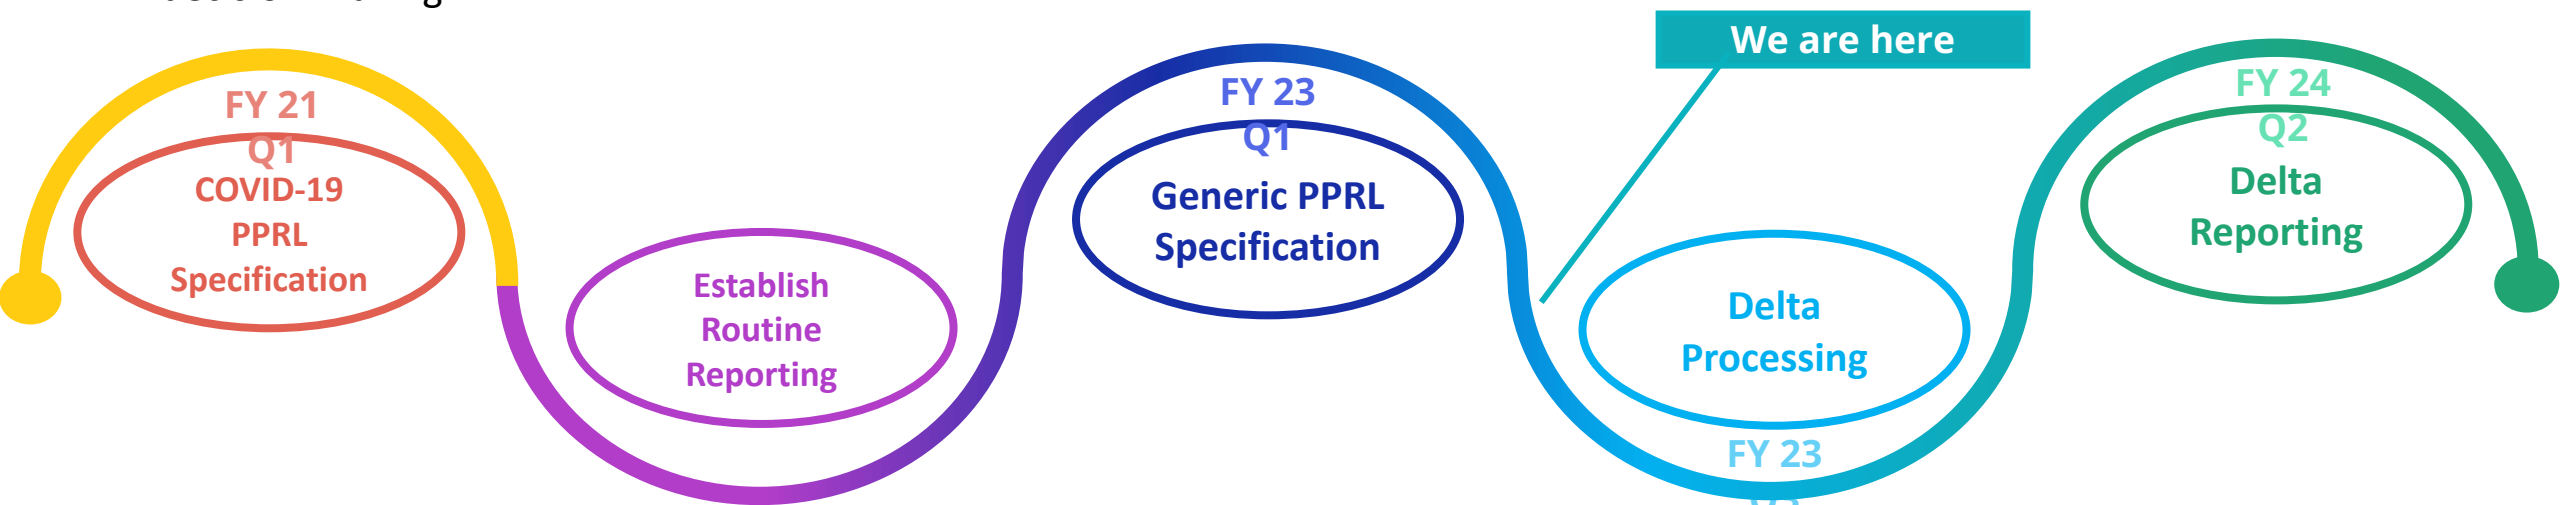 We are here
FY 21
Q1
COVID-19
PPRL
Specification
Establish
Routine
Reporting
FY 23
Q1
Generic PPRL
Specification
Delta
Processing
FY 23
FY 24
Q2
Delta
Reporting